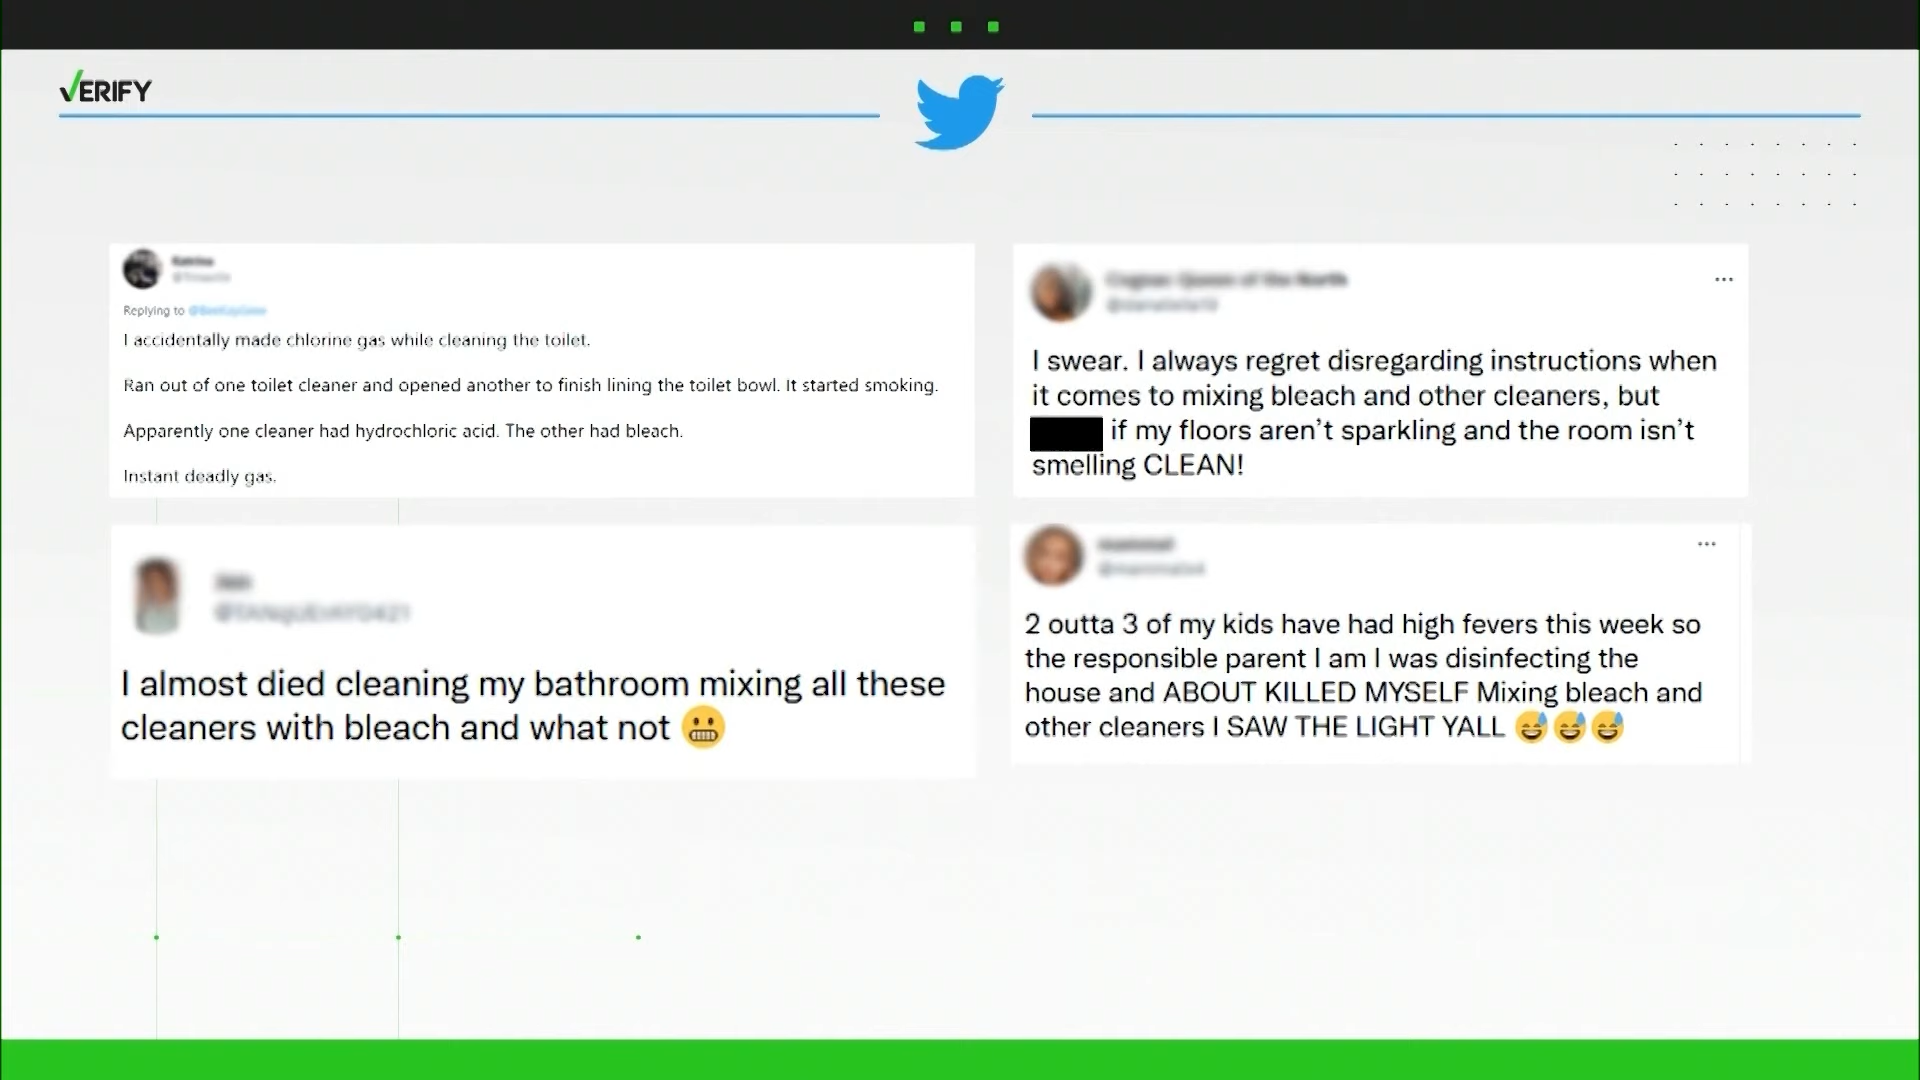 VERIFY
Replying to
I accidentally made chlorine gas while cleaning the toilet.
Ran out of one toilet cleaner and opened another to finish lining the toilet bowl. It started smoking.
Apparently one cleaner had hydrochloric acid. The other had bleach.
Instant deadly gas.
I swear. I always regret disregarding instructions when
it comes to mixing bleach and other cleaners, but
if my floors aren’t sparkling and the room isn’t
smelling CLEAN!
I almost died cleaning my bathroom mixing all these
cleaners with bleach and what not 😬
2 outta 3 of my kids have had high fevers this week so
the responsible parent I am I was disinfecting the
house and ABOUT KILLED MYSELF Mixing bleach and
other cleaners I SAW THE LIGHT YALL 😅😅😅